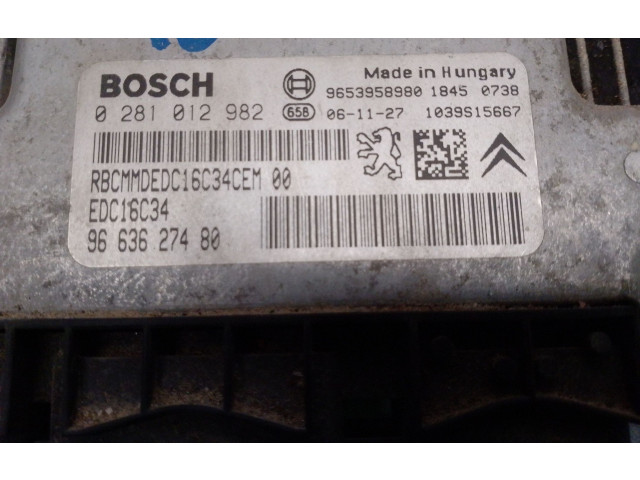 BOSCH
Made in Hungary
9653958980 1845 0738
0 281 012 982
658
06-11-27 1039S15667
RBCMMDEDC16C34CEM 00
EDC16C34
96 636 274 80